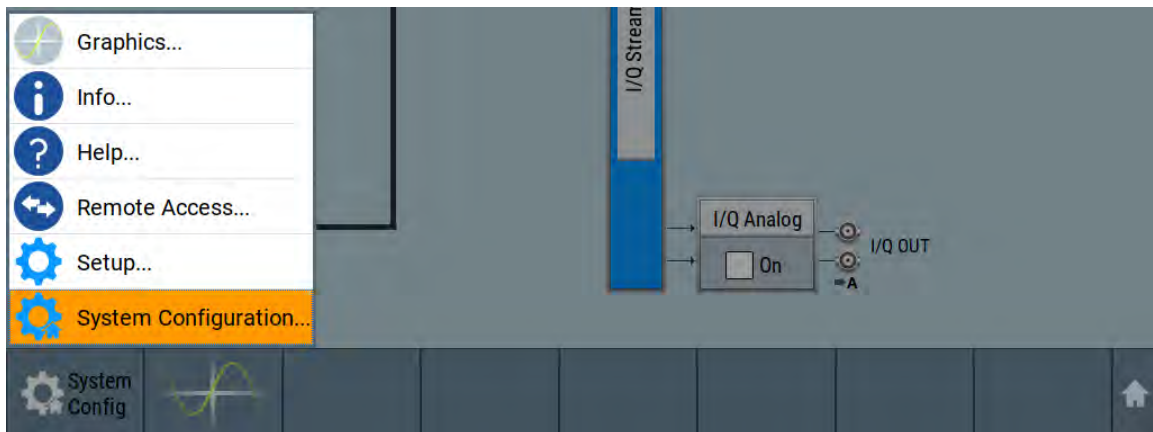 Graphics...
Info...
Help...
Remote Access...
Setup...
System Configuration...
I/Q Stream
I/Q Analog
On
I/Q OUT
A
System
Config